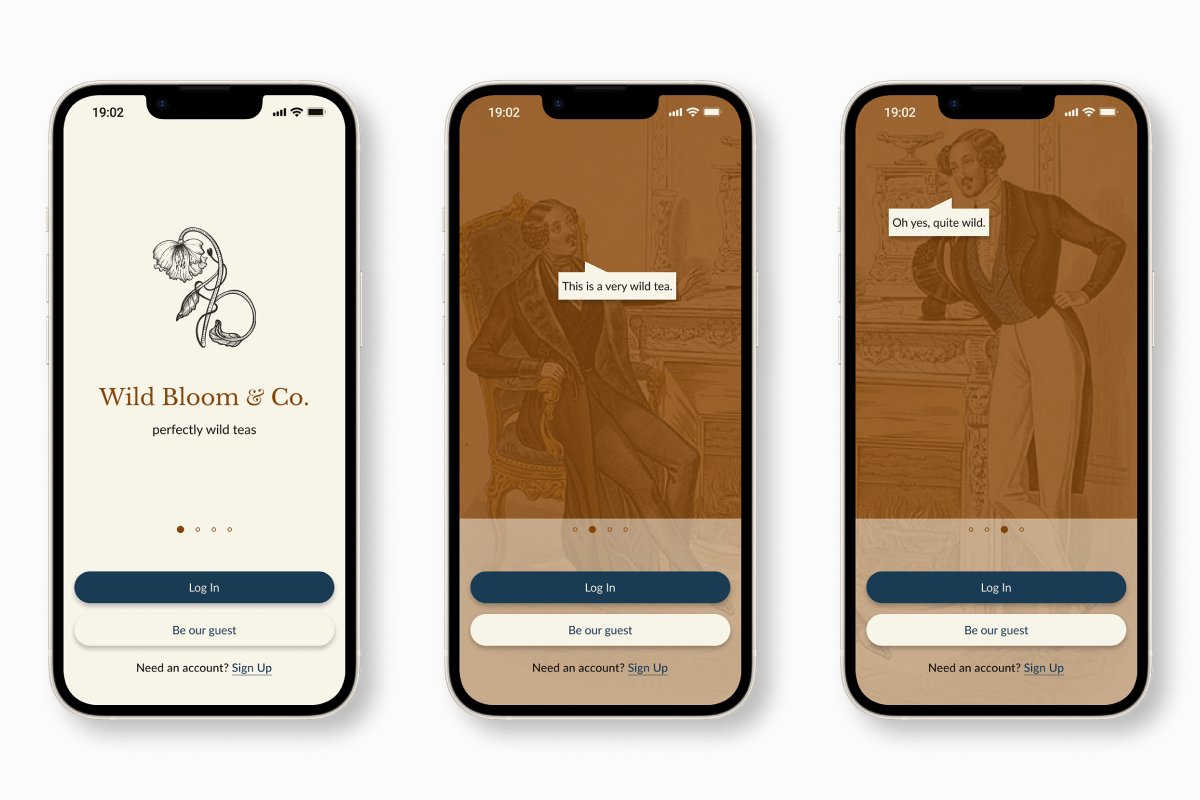 19:02
Wild Bloom & Co.
perfectly wild teas
Log In
Be our guest
Need an account? Sign Up
19:02
This is a very wild tea.
Log In
Be our guest
Need an account? Sign Up
19:02
Oh yes, quite wild.
Log In
Be our guest
Need an account? Sign Up